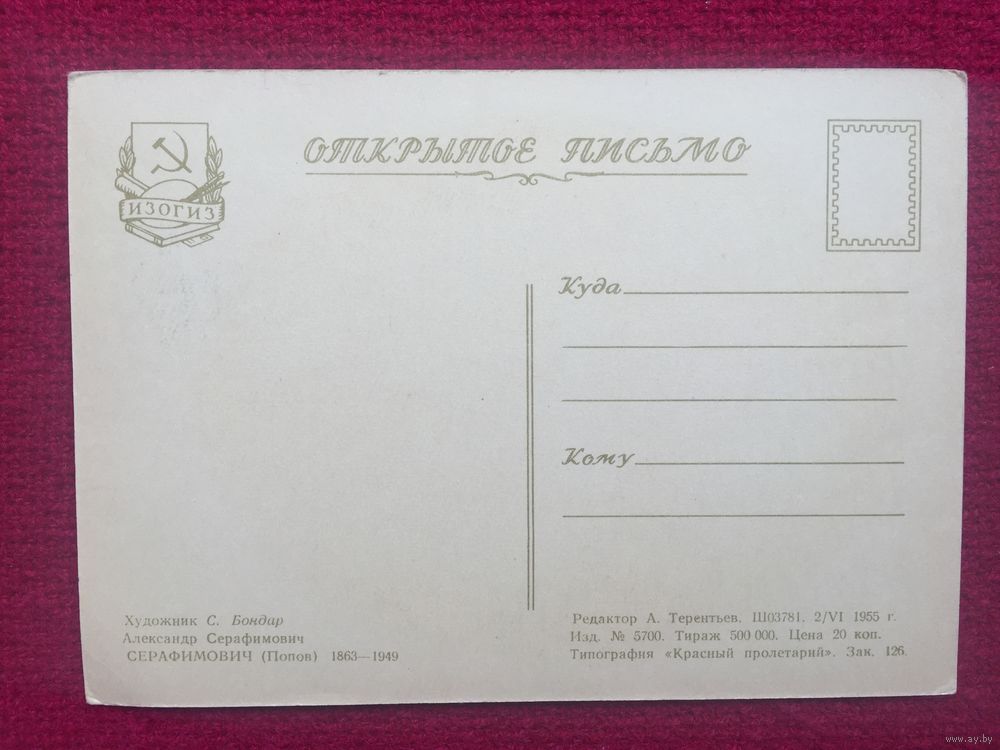 ИЗОГИЗ
ОТКРЫТОЕ ПИСЬМО
Куда
Кому
Художник С. Бондар
Александр Серафимович
СЕРАФИМОВИЧ (Попов) 1863—1949
Редактор А. Терентьев. Ш03781. 2/VI 1955 г.
Изд. № 5700. Тираж 500 000. Цена 20 коп.
Типография «Красный пролетарий». Зак. 126.
www.ay.by